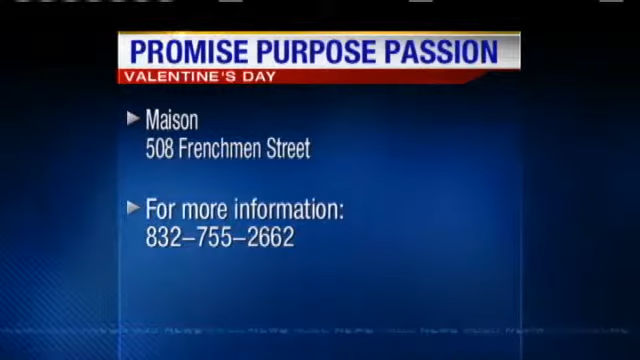 PROMISE PURPOSE PASSION
VALENTINE'S DAY
Maison
508 Frenchmen Street
For more information:
832–755–2662